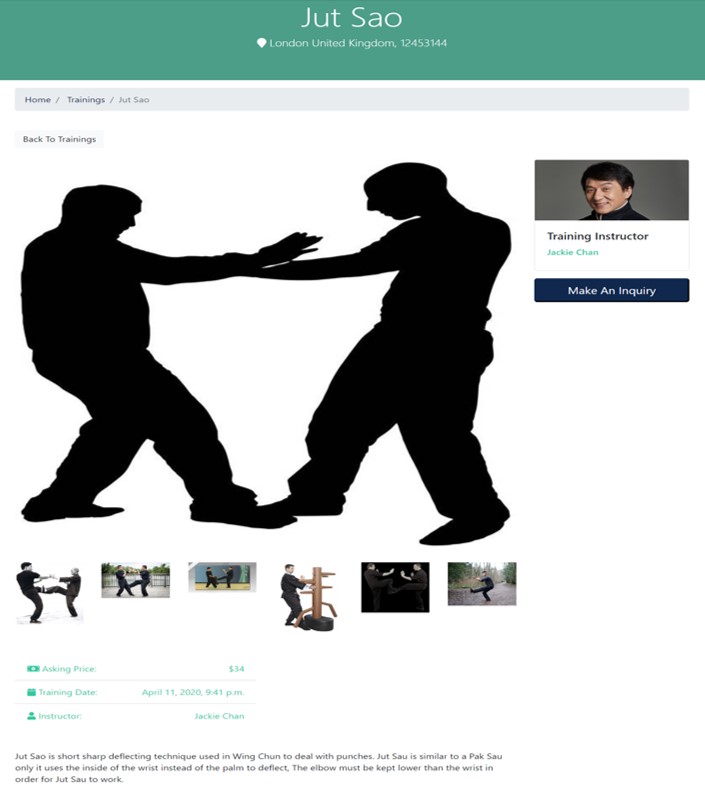 Jut Sao
London United Kingdom, 12453144
Home / Trainings / Jut Sao
Back To Trainings
Training Instructor
Jackie Chan
Make An Inquiry
Asking Price: $34
Training Date: April 11, 2020, 9:41 p.m.
Instructor: Jackie Chan
Jut Sao is short sharp deflecting technique used in Wing Chun to deal with punches. Jut Sau is similar to a Pak Sau
only it uses the inside of the wrist instead of the palm to deflect, The elbow must be kept lower than the wrist in
order for Jut Sau to work.